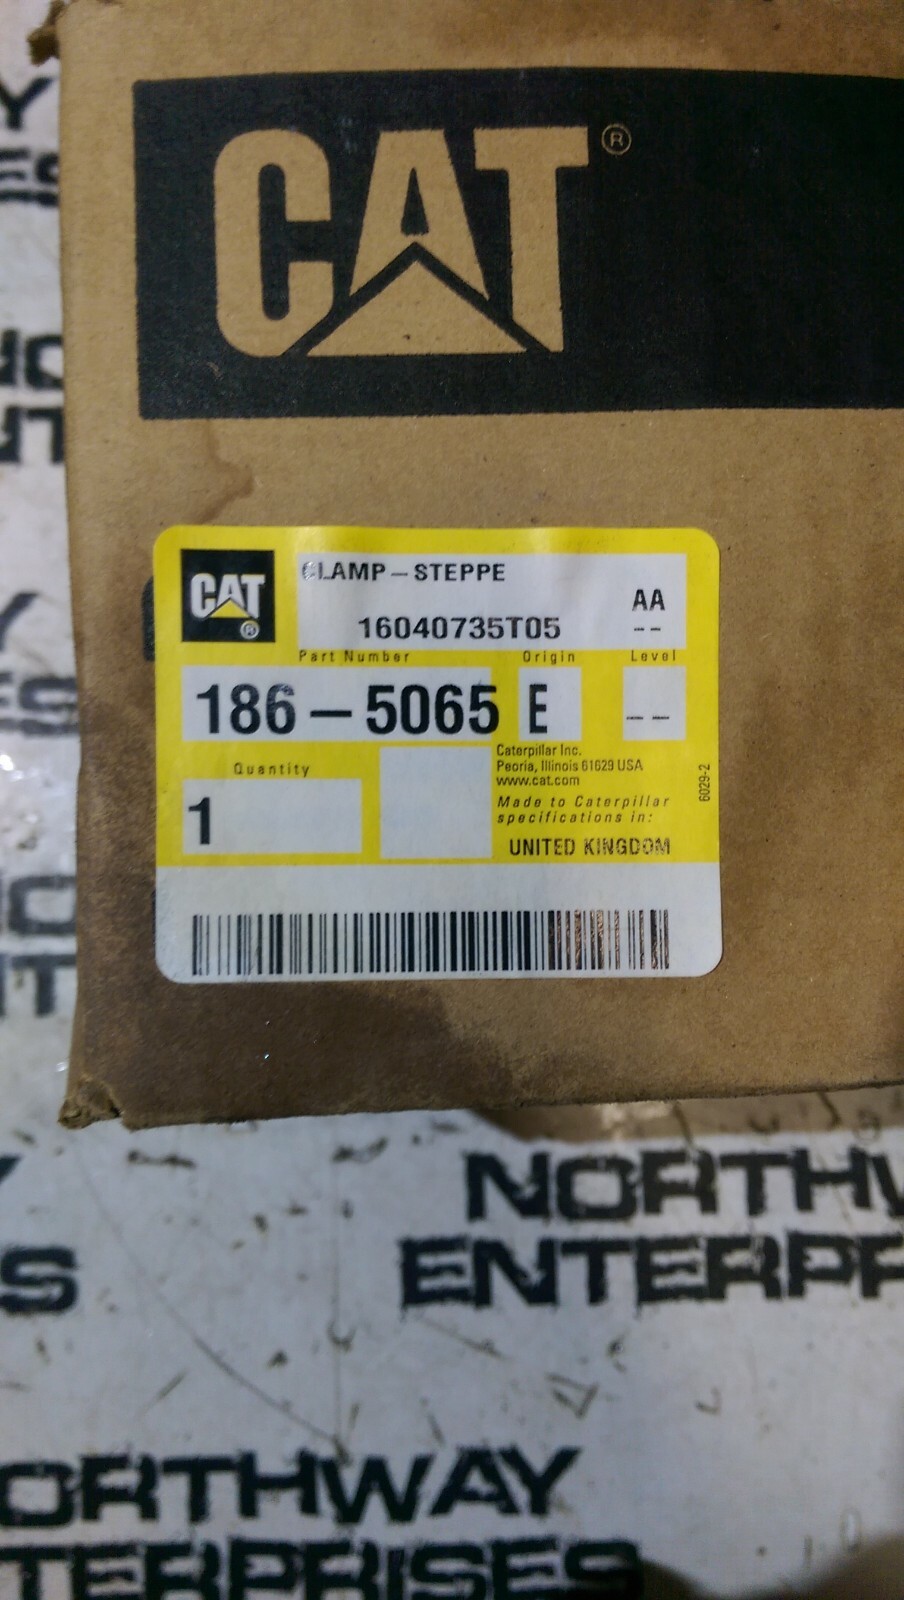 CAT®
CAT®
CLAMP-STEPPE
AA
16040735T05
--
Part Number
Origin
Level
186-5065
E
--
Quantity
1
Caterpillar Inc.
Peoria, Illinois 61629 USA
www.cat.com
Made to Caterpillar
specifications in:
UNITED KINGDOM
6029-2
NORTHW
ENTERPR
ORTHWAY
TERPRISES